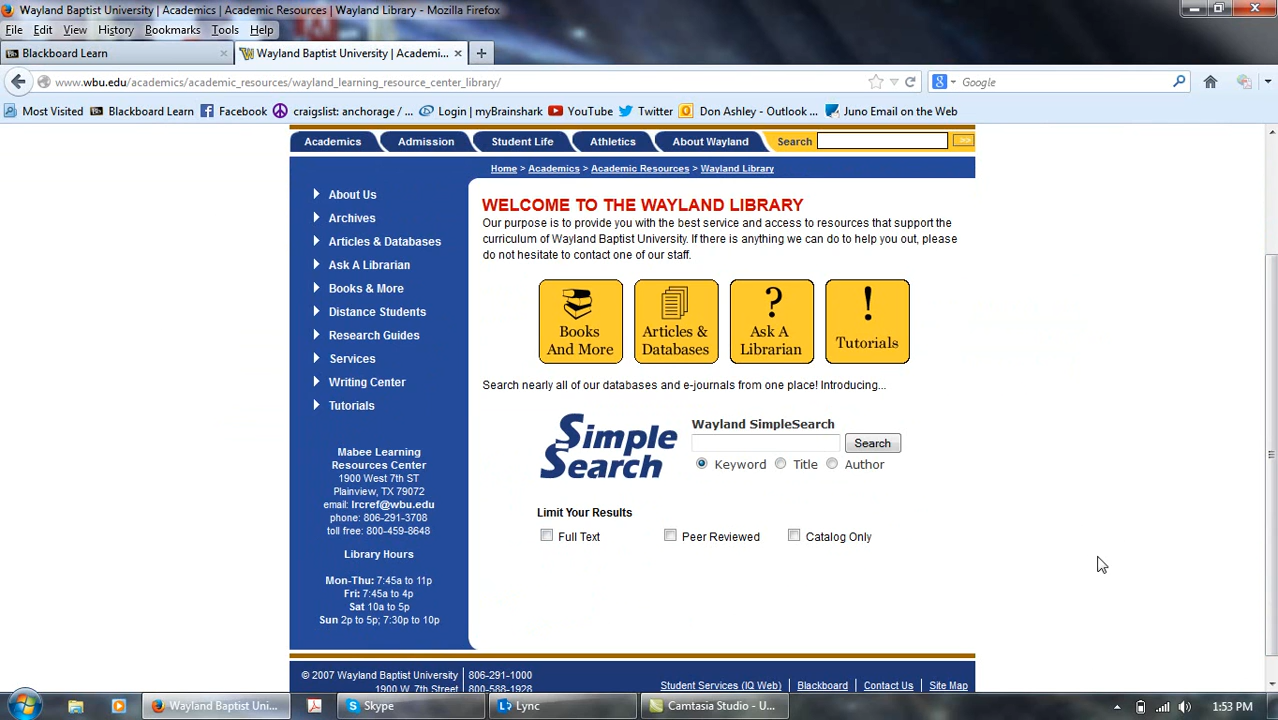 Wayland Baptist University | Academics | Academic Resources | Wayland Library - Mozilla Firefox
File Edit View History Bookmarks Tools Help
Blackboard Learn × Wayland Baptist University | Academi... × +
www.wbu.edu/academics/academic_resources/wayland_learning_resource_center_library/ Google
Most Visited Blackboard Learn Facebook craigslist: anchorage / ... Login | myBrainshark YouTube Twitter Don Ashley - Outlook ... Juno Email on the Web
Academics Admission Student Life Athletics About Wayland Search >>
Home > Academics > Academic Resources > Wayland Library
About Us
Archives
Articles & Databases
Ask A Librarian
Books & More
Distance Students
Research Guides
Services
Writing Center
Tutorials
Mabee Learning
Resources Center
1900 West 7th ST
Plainview, TX 79072
email: lrcref@wbu.edu
phone: 806-291-3708
toll free: 800-459-8648
Library Hours
Mon-Thu: 7:45a to 11p
Fri: 7:45a to 4p
Sat 10a to 5p
Sun 2p to 5p; 7:30p to 10p
WELCOME TO THE WAYLAND LIBRARY
Our purpose is to provide you with the best service and access to resources that support the
curriculum of Wayland Baptist University. If there is anything we can do to help you out, please
do not hesitate to contact one of our staff.
Books
And More
Articles &
Databases
?
Ask A
Librarian
!
Tutorials
Search nearly all of our databases and e-journals from one place! Introducing...
Simple
Search
Wayland SimpleSearch
Search
Keyword Title Author
Limit Your Results
Full Text Peer Reviewed Catalog Only
© 2007 Wayland Baptist University
1900 W. 7th Street
806-291-1000
800-588-1928
Student Services (IQ Web) Blackboard Contact Us Site Map
Wayland Baptist Uni... Skype Lync Camtasia Studio - U... 1:53 PM